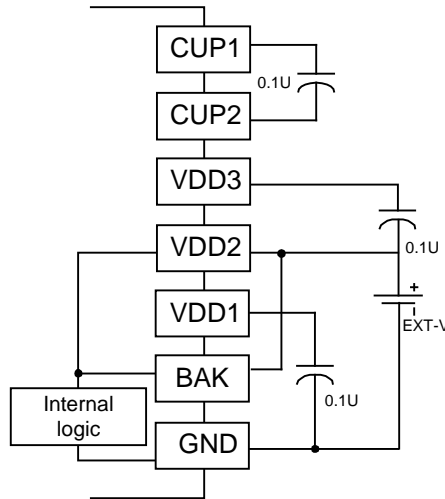 CUP1
0.1U
CUP2
VDD3
VDD2
0.1U
+
EXT-V
VDD1
BAK
0.1U
Internal
logic
GND